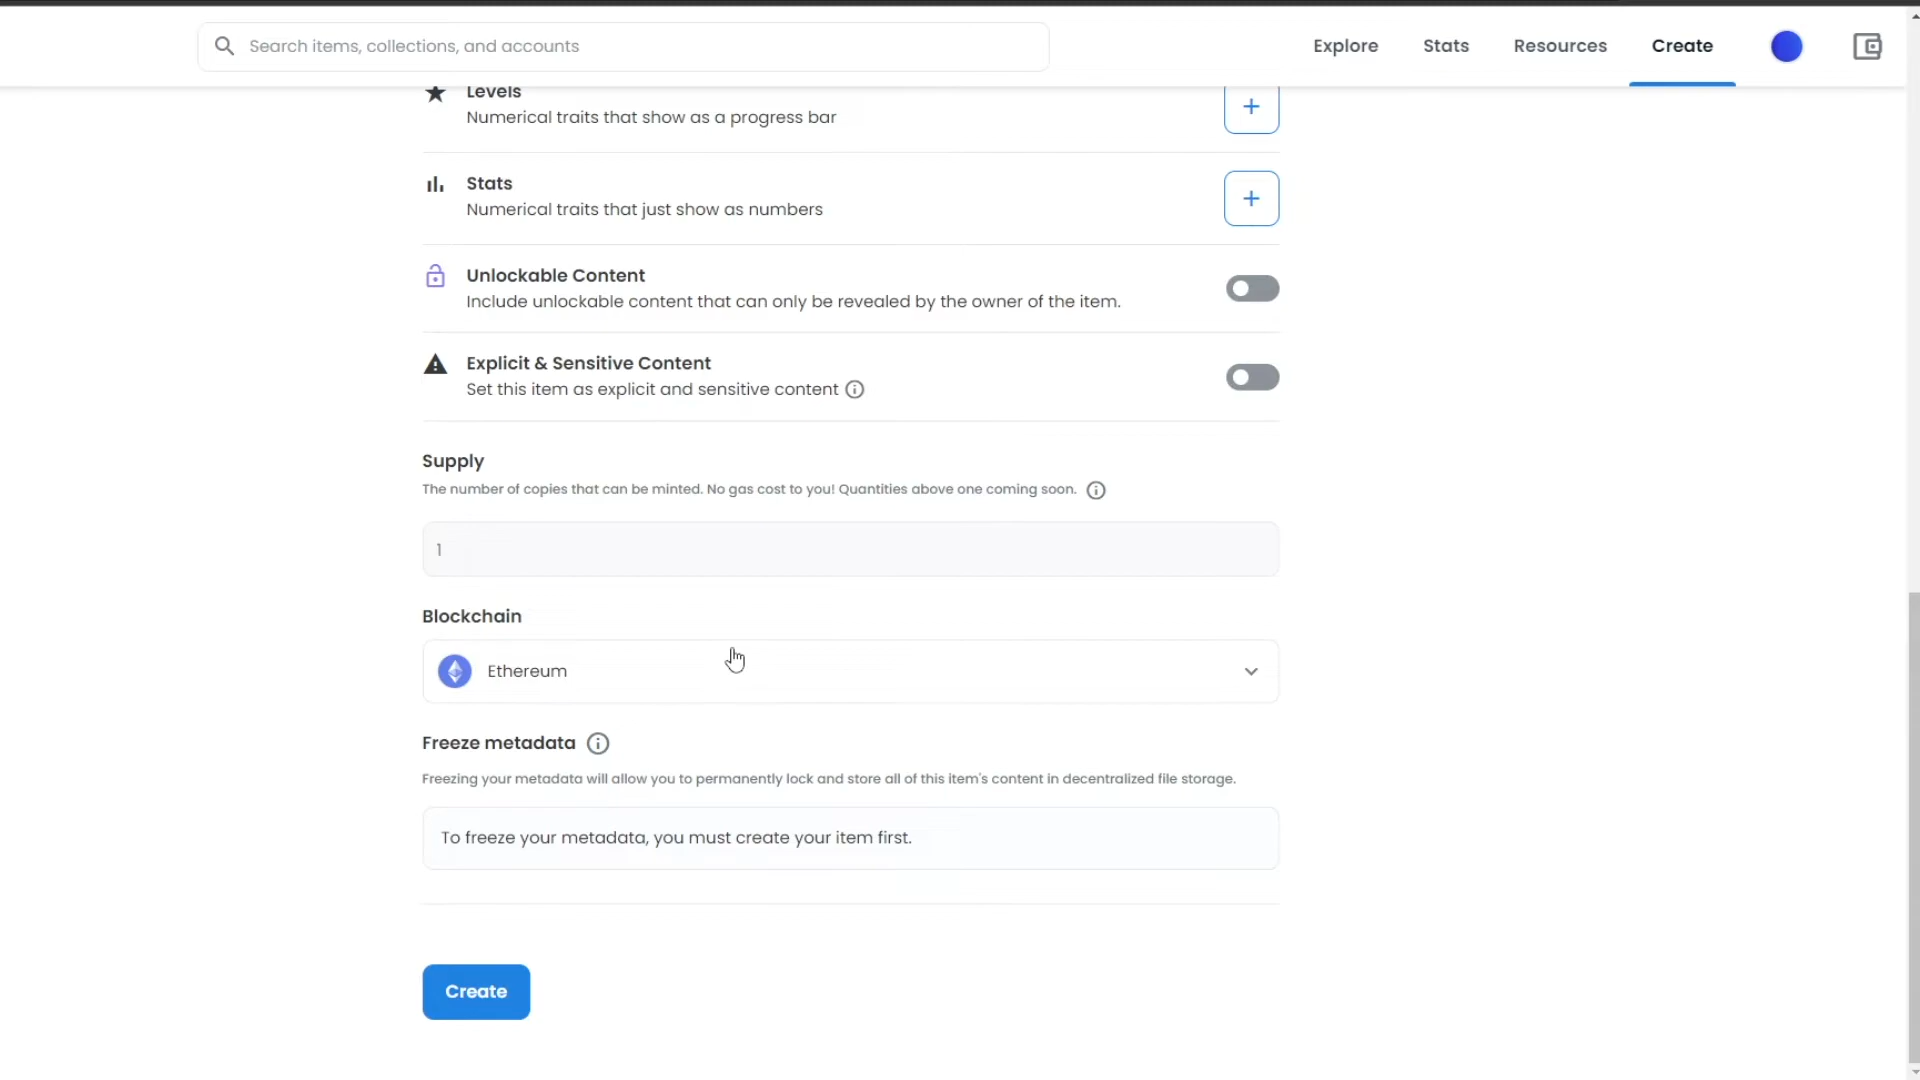 Search items, collections, and accounts
Explore
Stats
Resources
Create
Levels
Numerical traits that show as a progress bar
Stats
Numerical traits that just show as numbers
Unlockable Content
Include unlockable content that can only be revealed by the owner of the item.
Explicit & Sensitive Content
Set this item as explicit and sensitive content
Supply
The number of copies that can be minted. No gas cost to you! Quantities above one coming soon.
1
Blockchain
Ethereum
Freeze metadata
Freezing your metadata will allow you to permanently lock and store all of this item's content in decentralized file storage.
To freeze your metadata, you must create your item first.
Create